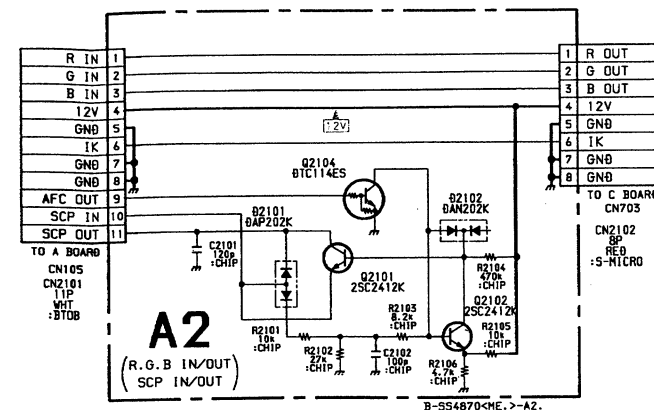 R IN 1
G IN 2
B IN 3
12V 4
GND 5
IK 6
GND 7
GND 8
AFC OUT 9
SCP IN 10
SCP OUT 11
TO A BOARD
CN105
CN2101
11P
WHT
:BTOB
1 R OUT
2 G OUT
3 B OUT
4 12V
5 GND
6 IK
7 GND
8 GND
TO C BOARD
CN703
CN2102
8P
RED
:S-MICRO
12V
Q2104
DTC114ES
D2101
DAP202K
D2102
DAN202K
C2101
120p
:CHIP
Q2101
2SC2412K
R2104
470k
:CHIP
Q2102
2SC2412K
R2103
8.2k
:CHIP
R2105
10k
:CHIP
R2101
10k
:CHIP
R2102
27k
:CHIP
C2102
100p
:CHIP
R2106
4.7k
:CHIP
A2
(R.G.B IN/OUT
SCP IN/OUT)
B-SS4870<ME.>-A2.